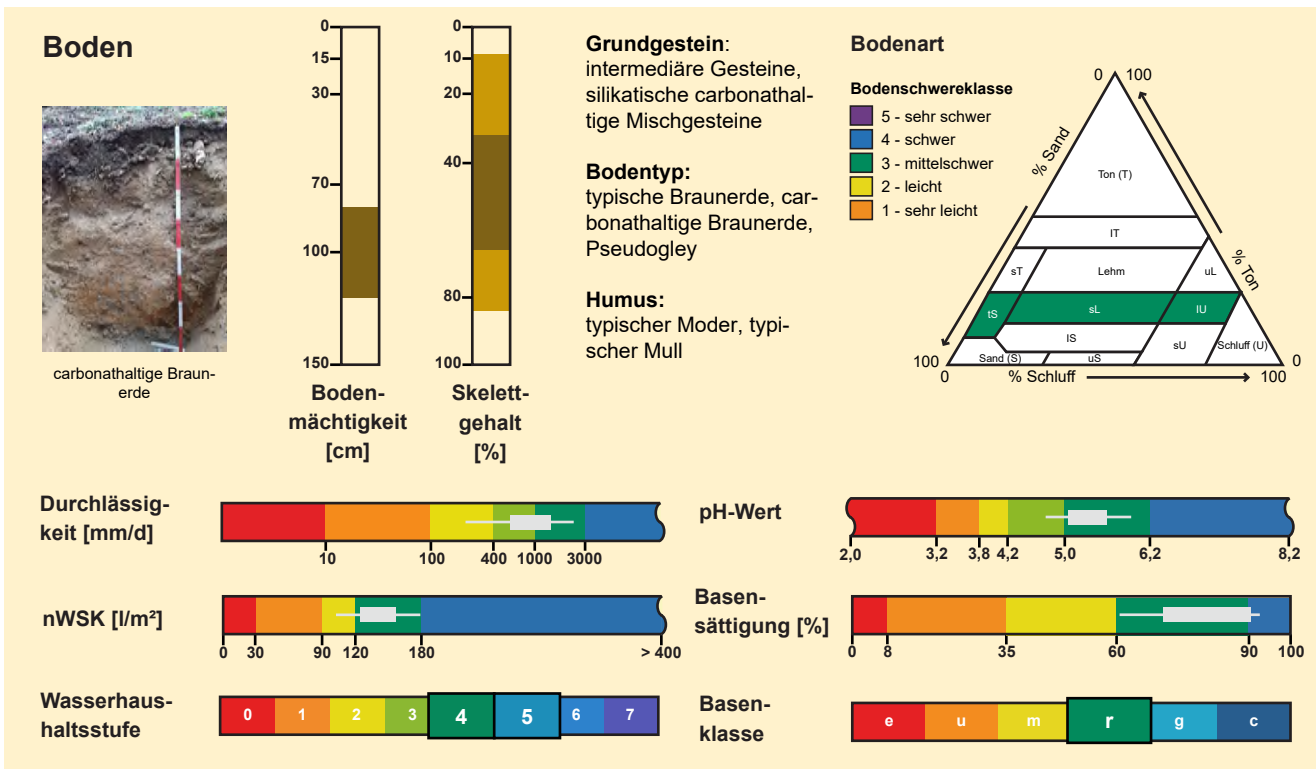 Boden
carbonathaltige Braun-
erde
0
15
30
70
100
150
Boden-
mächtigkeit
[cm]
0
10
20
40
80
100
Skelett-
gehalt
[%]
Grundgestein:
intermediäre Gesteine,
silikatische carbonathal-
tige Mischgesteine
Bodentyp:
typische Braunerde, car-
bonathaltige Braunerde,
Pseudogley
Humus:
typischer Moder, typi-
scher Mull
Bodenart
Bodenschwereklasse
5 - sehr schwer
4 - schwer
3 - mittelschwer
2 - leicht
1 - sehr leicht
0 100
% Sand
% Ton
Ton (T)
lT
sT Lehm uL
tS sL lU
lS
Sand (S) uS sU Schluff (U)
100 0
0 % Schluff 100
Durchlässig-
keit [mm/d]
10 100 400 1000 3000
pH-Wert
2,0 3,2 3,8 4,2 5,0 6,2 8,2
nWSK [l/m²]
0 30 90 120 180 > 400
Basen-
sättigung [%]
0 8 35 60 90 100
Wasserhaus-
haltsstufe
0 1 2 3 4 5 6 7
Basen-
klasse
e u m r g c